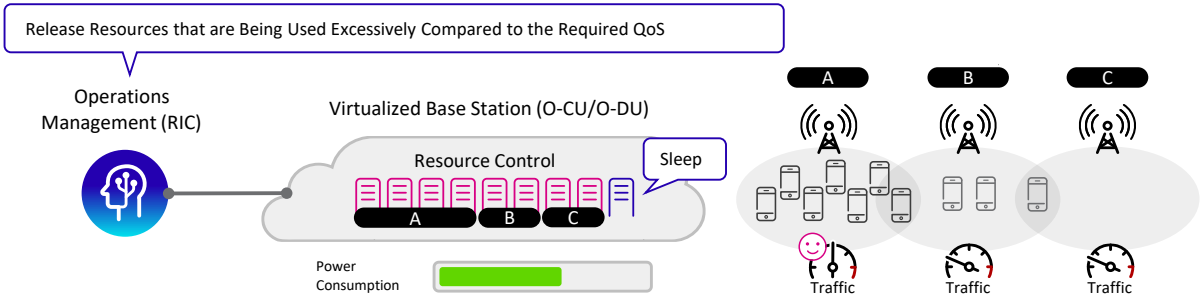 Release Resources that are Being Used Excessively Compared to the Required QoS
Operations
Management (RIC)
Virtualized Base Station (O-CU/O-DU)
Resource Control
Sleep
A
B
C
Power
Consumption
A
B
C
Traffic
Traffic
Traffic